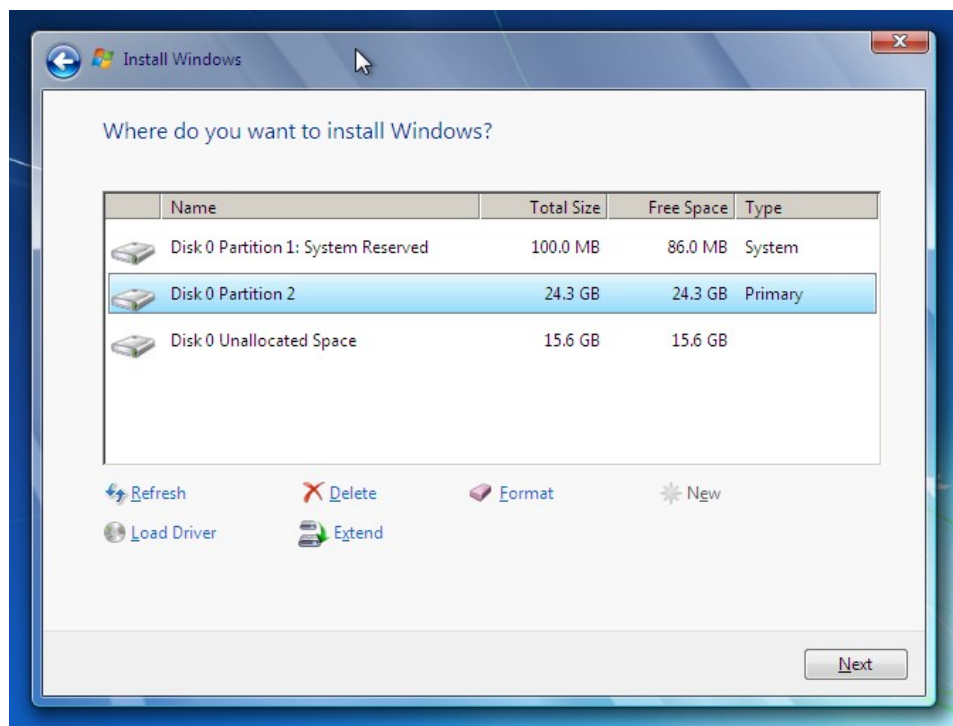 Install Windows
Where do you want to install Windows?
Name Total Size Free Space Type
Disk 0 Partition 1: System Reserved 100.0 MB 86.0 MB System
Disk 0 Partition 2 24.3 GB 24.3 GB Primary
Disk 0 Unallocated Space 15.6 GB 15.6 GB
Refresh Delete Format New
Load Driver Extend
Next